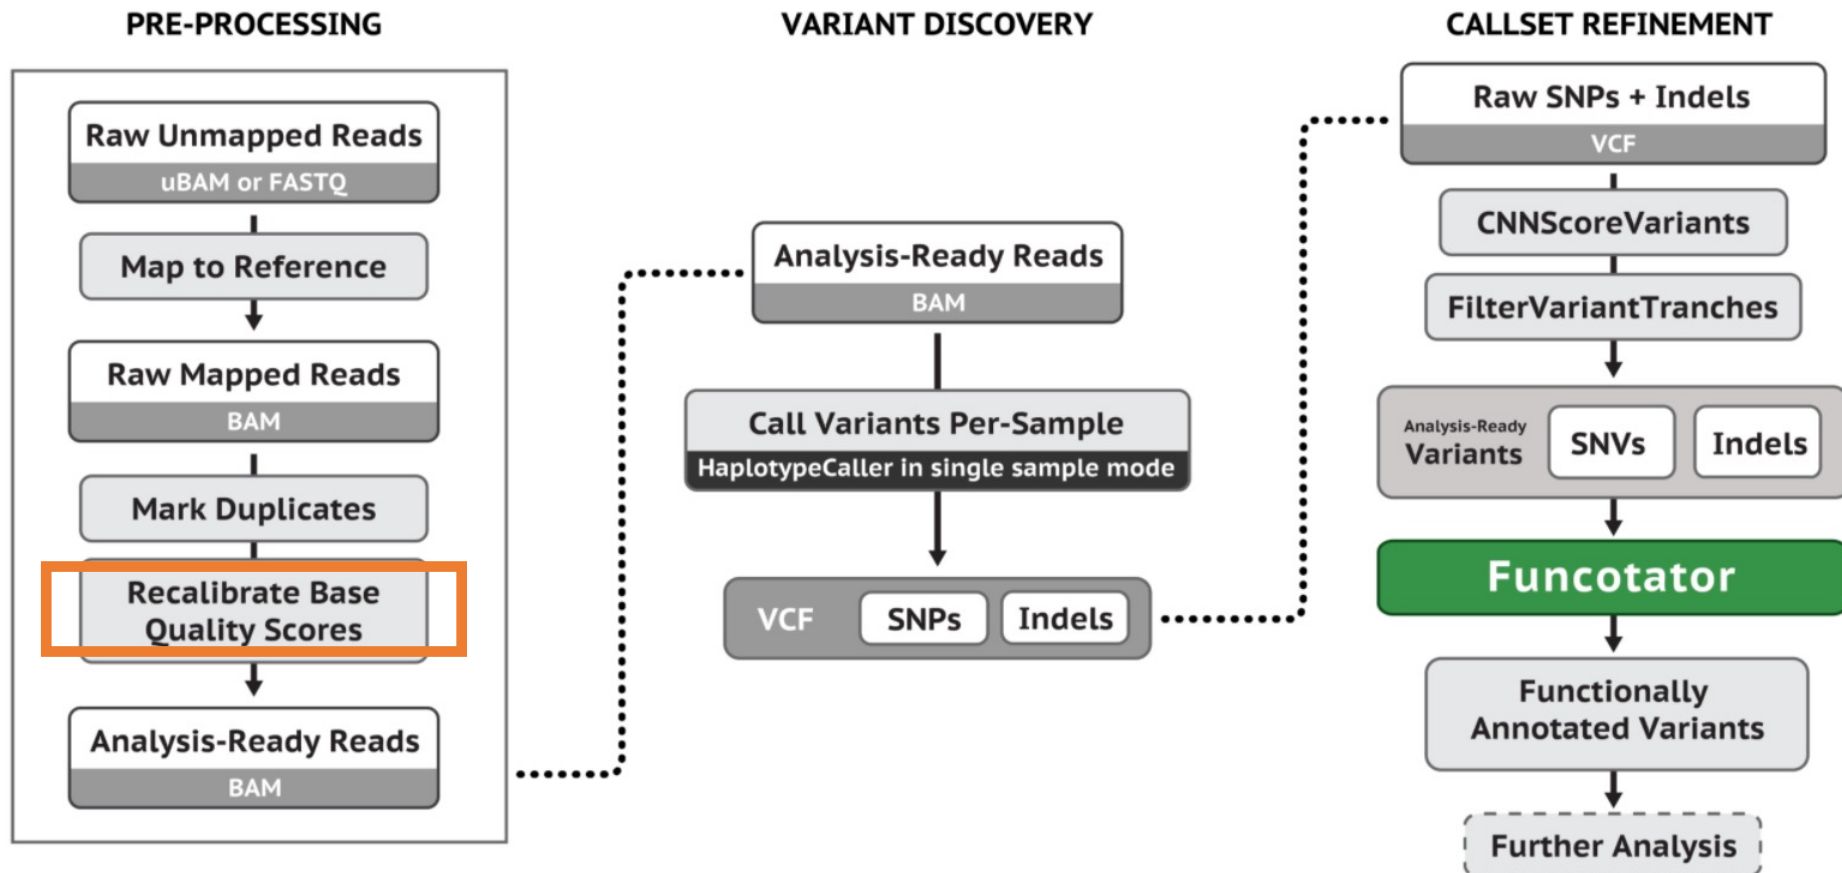 PRE-PROCESSING
Raw Unmapped Reads
uBAM or FASTQ
Map to Reference
Raw Mapped Reads
BAM
Mark Duplicates
Recalibrate Base
Quality Scores
Analysis-Ready Reads
BAM
VARIANT DISCOVERY
Analysis-Ready Reads
BAM
Call Variants Per-Sample
HaplotypeCaller in single sample mode
VCF SNPs Indels
CALLSET REFINEMENT
Raw SNPs + Indels
VCF
CNNScoreVariants
FilterVariantTranches
Analysis-Ready
Variants SNVs Indels
Funcotator
Functionally
Annotated Variants
Further Analysis